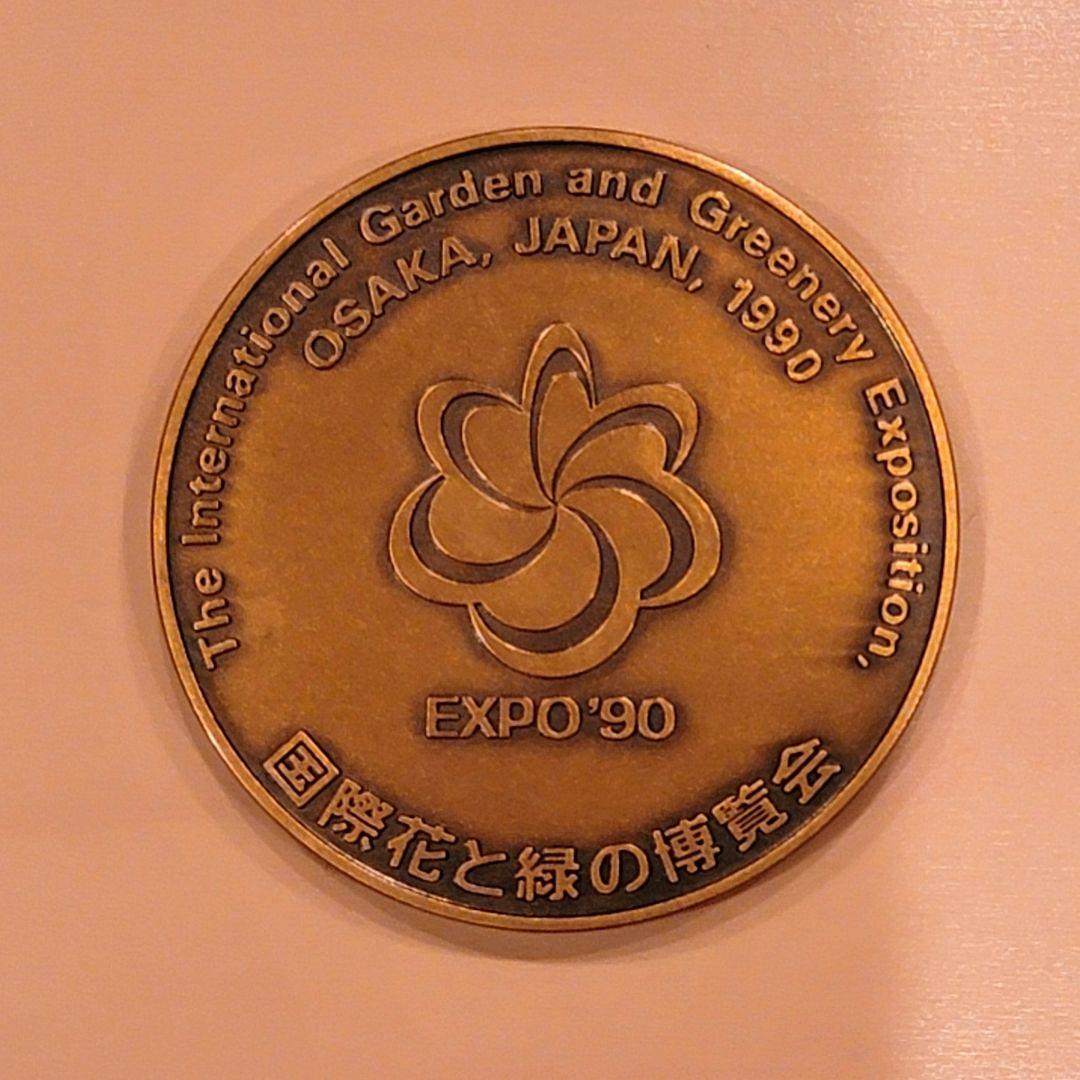 The International Garden and Greenery Exposition,
OSAKA, JAPAN, 1990
EXPO '90
国際花と緑の博覧会